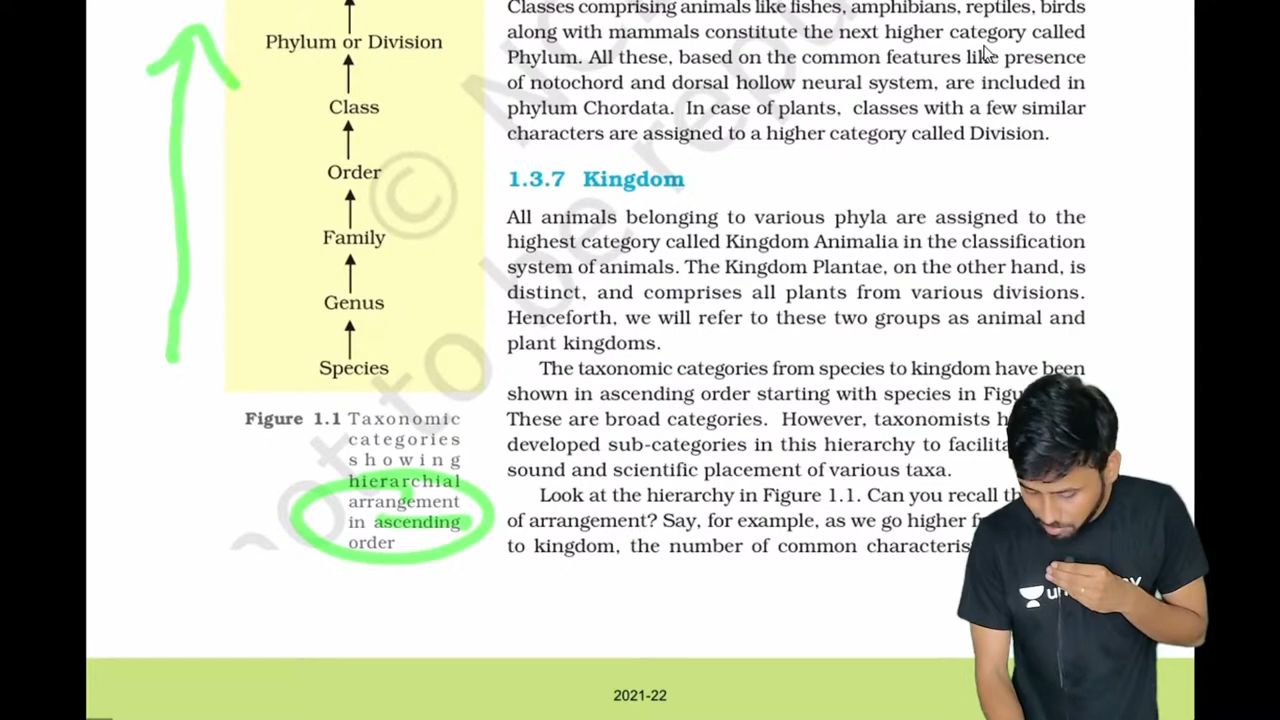 Phylum or Division
Class
Order
Family
Genus
Species
Figure 1.1 Taxonomic
categories
showing
hierarchial
arrangement
in ascending
order
Classes comprising animals like fishes, amphibians, reptiles, birds
along with mammals constitute the next higher category called
Phylum. All these, based on the common features like presence
of notochord and dorsal hollow neural system, are included in
phylum Chordata. In case of plants, classes with a few similar
characters are assigned to a higher category called Division.
1.3.7 Kingdom
All animals belonging to various phyla are assigned to the
highest category called Kingdom Animalia in the classification
system of animals. The Kingdom Plantae, on the other hand, is
distinct, and comprises all plants from various divisions.
Henceforth, we will refer to these two groups as animal and
plant kingdoms.
The taxonomic categories from species to kingdom have been
shown in ascending order starting with species in
These are broad categories. However, taxonomists
developed sub-categories in this hierarchy to
sound and scientific placement of various taxa.
Look at the hierarchy in Figure 1.1. Can you recall
of arrangement? Say, for example, as we go higher
to kingdom, the number of common
2021-22
©
not to be